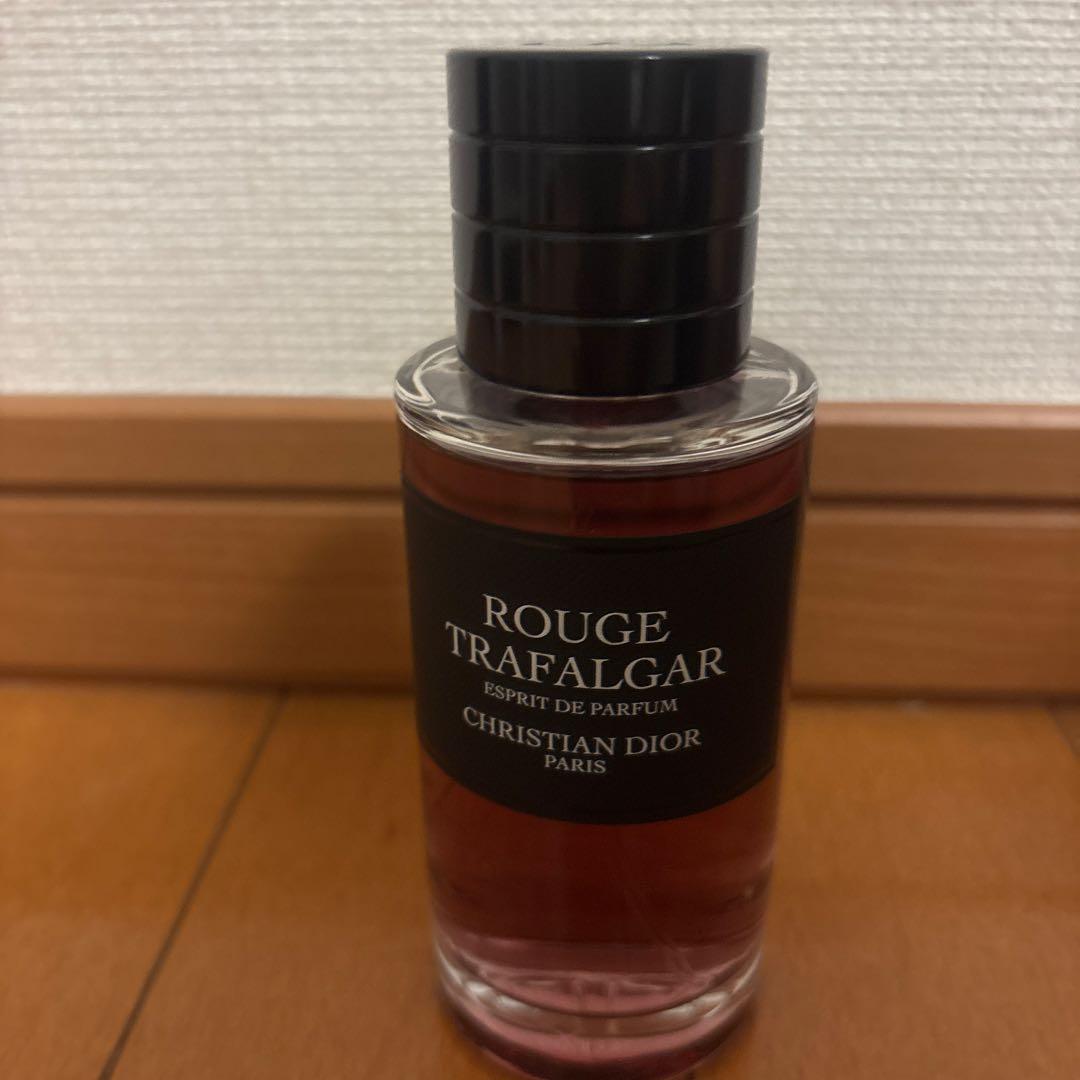 ROUGE
TRAFALGAR
ESPRIT DE PARFUM
CHRISTIAN DIOR
PARIS